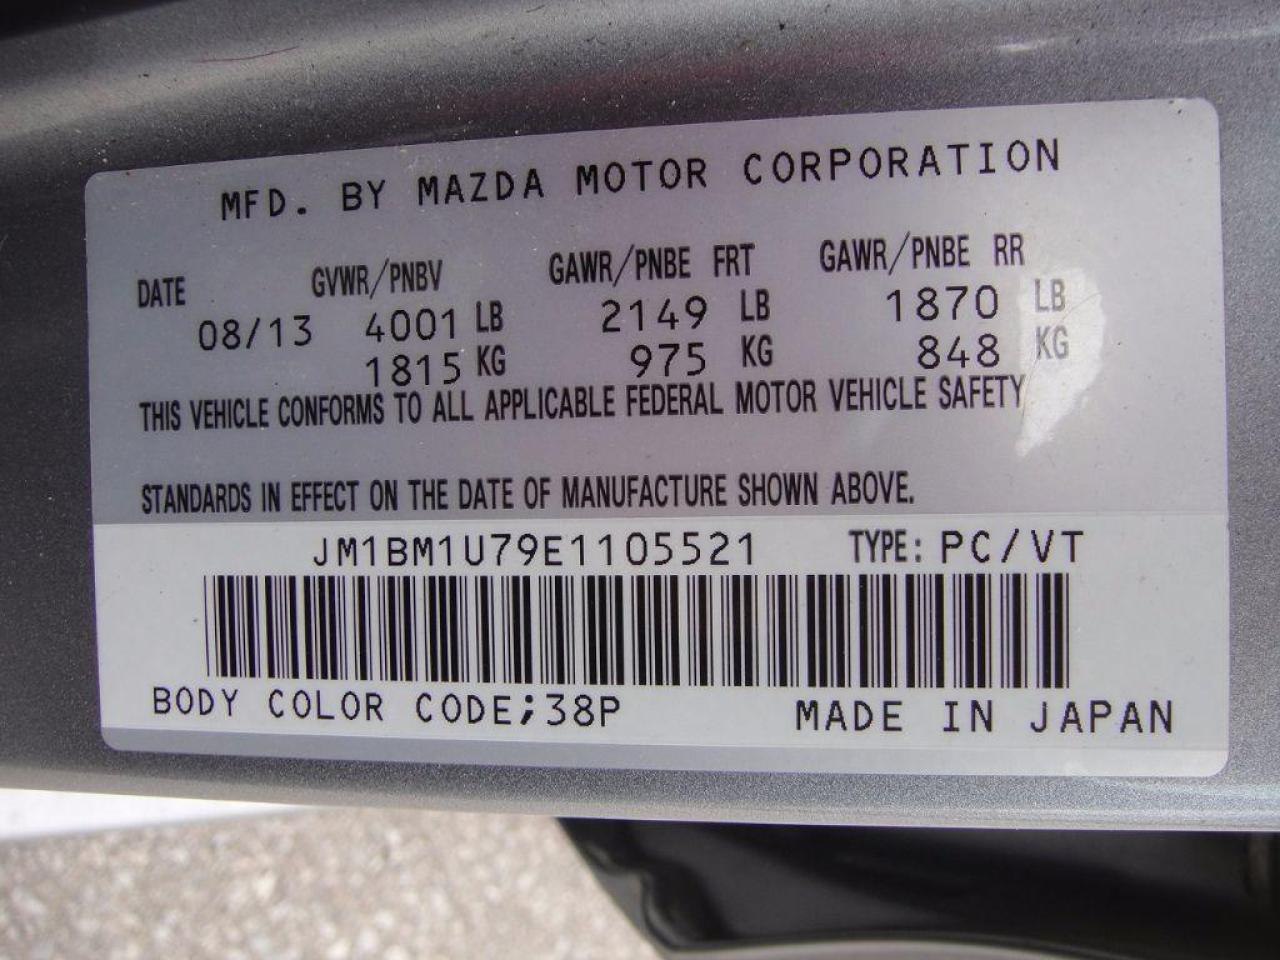 MFD. BY MAZDA MOTOR CORPORATION
DATE GVWR/PNBV GAWR/PNBE FRT GAWR/PNBE RR
08/13 4001 LB 2149 LB 1870 LB
1815 KG 975 KG 848 KG
THIS VEHICLE CONFORMS TO ALL APPLICABLE FEDERAL MOTOR VEHICLE SAFETY
STANDARDS IN EFFECT ON THE DATE OF MANUFACTURE SHOWN ABOVE.
JM1BM1U79E1105521 TYPE: PC/VT
BODY COLOR CODE;38P MADE IN JAPAN